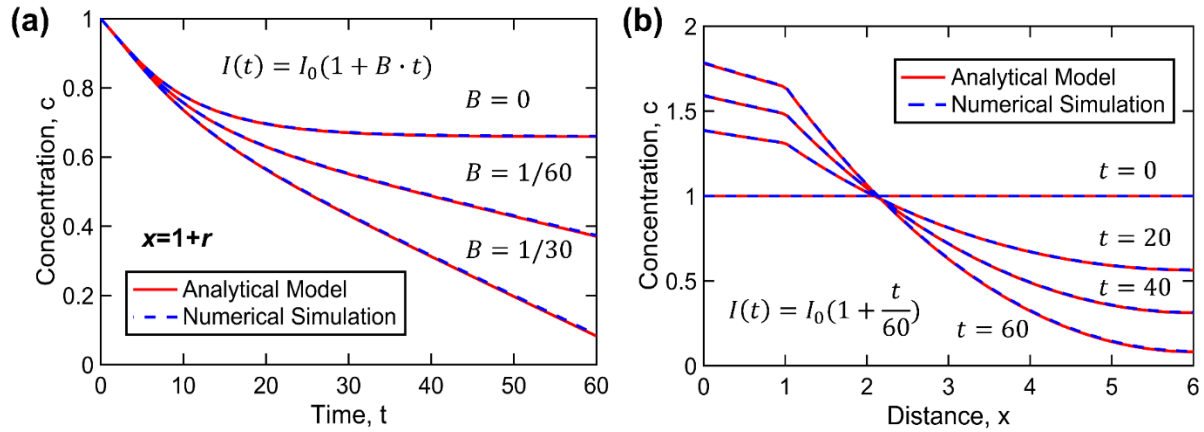 (a)
I(t) = I₀(1 + B · t)
B = 0
B = 1/60
B = 1/30
x=1+r
Analytical Model
Numerical Simulation
Concentration, c
1
0.8
0.6
0.4
0.2
0
0 10 20 30 40 50 60
Time, t
(b)
Analytical Model
Numerical Simulation
t = 0
t = 20
t = 40
t = 60
I(t) = I₀(1 + t/60)
Concentration, c
2
1.5
1
0.5
0
0 1 2 3 4 5 6
Distance, x